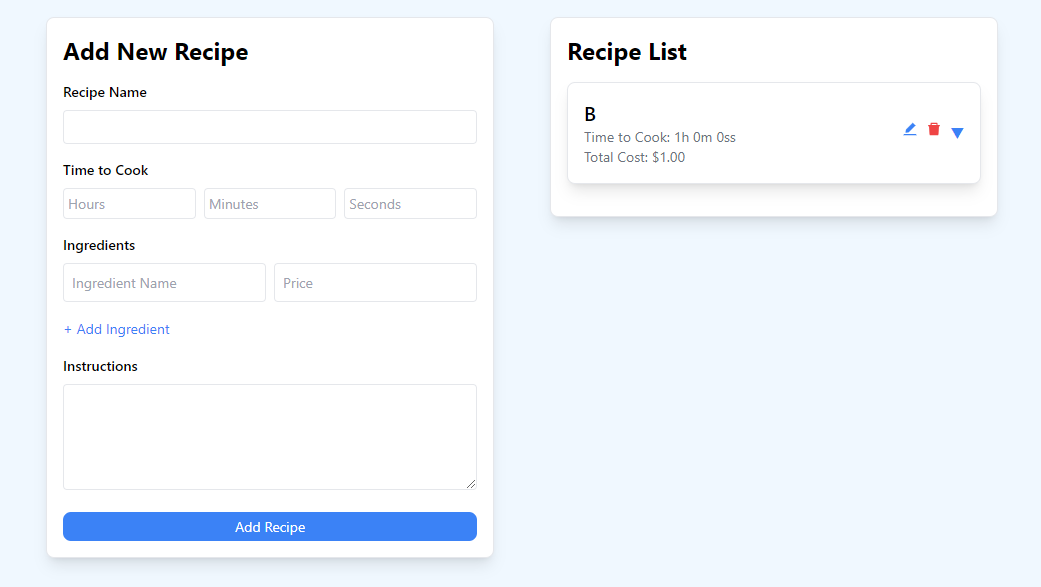 Add New Recipe
Recipe Name
Time to Cook
Hours Minutes Seconds
Ingredients
Ingredient Name Price
+ Add Ingredient
Instructions
Add Recipe
Recipe List
B
Time to Cook: 1h 0m 0ss
Total Cost: $1.00